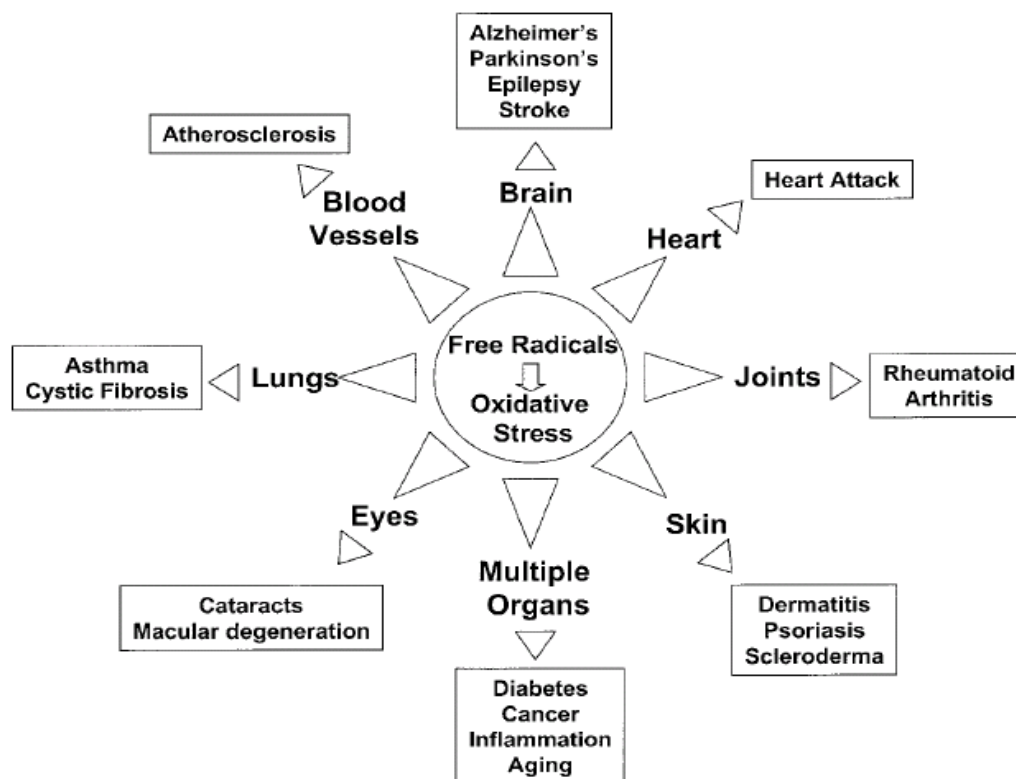 Alzheimer's
Parkinson's
Epilepsy
Stroke
Brain
Atherosclerosis
Blood
Vessels
Heart Attack
Heart
Free Radicals
Oxidative
Stress
Asthma
Cystic Fibrosis
Lungs
Joints
Rheumatoid
Arthritis
Eyes
Cataracts
Macular degeneration
Skin
Dermatitis
Psoriasis
Scleroderma
Multiple
Organs
Diabetes
Cancer
Inflammation
Aging